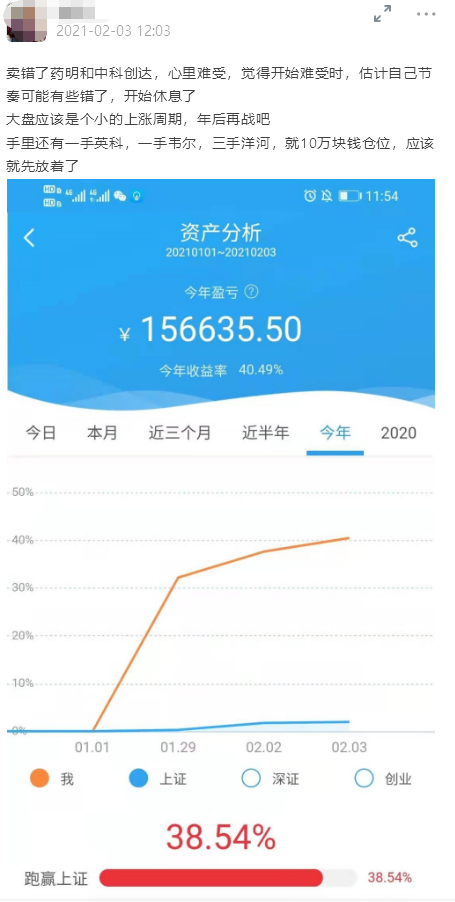 2021-02-03 12:03
卖错了药明和中科创达，心里难受，觉得开始难受时，估计自己节
奏可能有些错了，开始休息了
大盘应该是个小的上涨周期，年后再战吧
手里还有一手英科，一手韦尔，三手洋河，就10万块钱仓位，应该
就先放着了
11:54
资产分析
20210101~20210203
今年盈亏 ?
¥ 156635.50
今年收益率 40.49%
今日 本月 近三个月 近半年 今年 2020
50%
40%
30%
20%
10%
0%
01.01 01.29 02.02 02.03
我 上证 深证 创业
38.54%
跑赢上证 38.54%